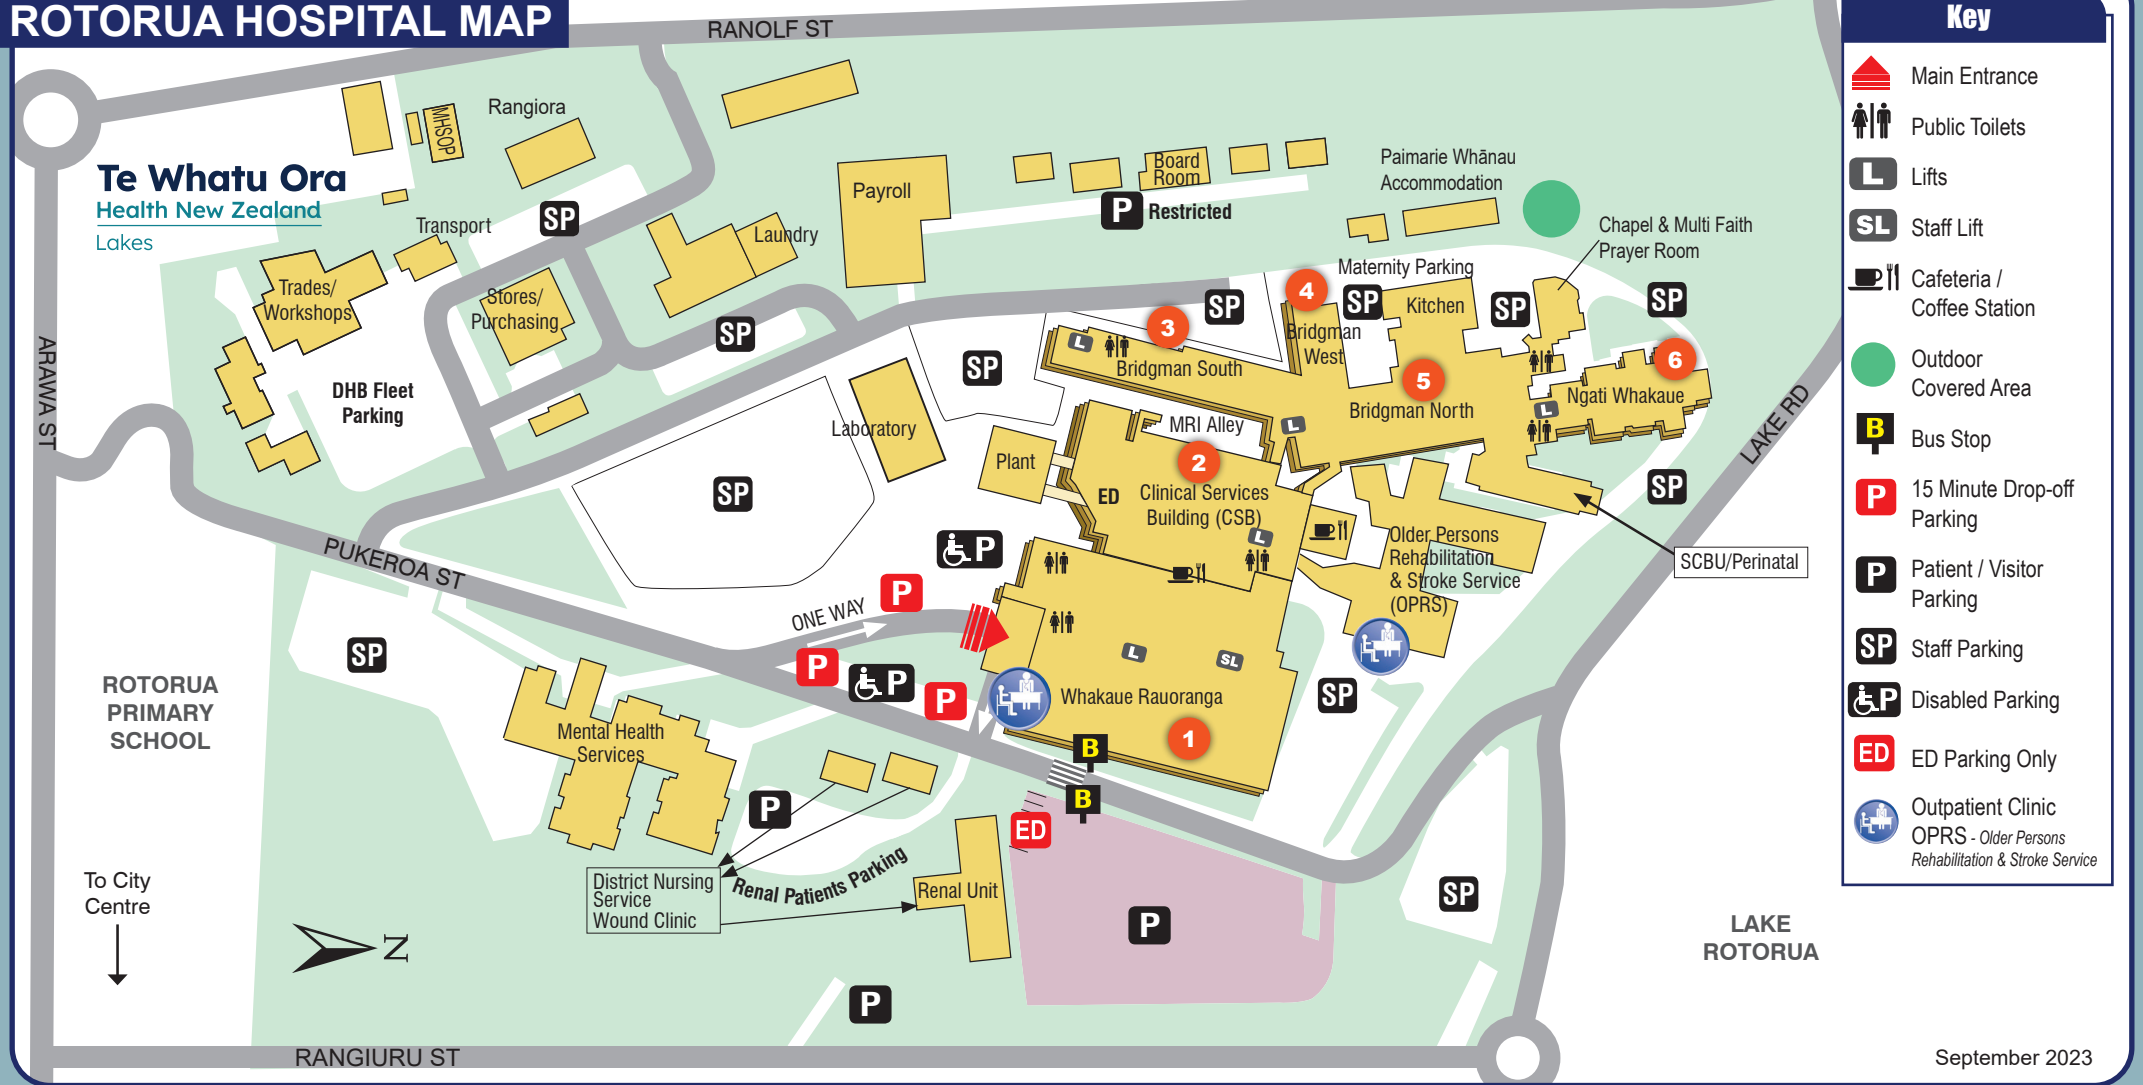 ROTORUA HOSPITAL MAP
RANOLF ST
Te Whatu Ora
Health New Zealand
Lakes
MHSOP
Rangiora
Transport
SP
Trades/
Workshops
Stores/
Purchasing
DHB Fleet
Parking
Laundry
SP
Payroll
Board
Room
P Restricted
Paimarie Whānau
Accommodation
Chapel & Multi Faith
Prayer Room
Maternity Parking
SP
4
SP
Kitchen
SP
SP
3
L
Bridgman South
Bridgman
West
5
Bridgman North
6
Ngati Whakaue
L
L
SP
Laboratory
MRI Alley
2
Plant
ED
Clinical Services
Building (CSB)
L
SP
SP
Older Persons
Rehabilitation
& Stroke Service
(OPRS)
SCBU/Perinatal
ARAWA ST
PUKEROA ST
LAKE RD
P
ONE WAY
P
P
P
P
L
SL
Whakaue Rauoranga
1
SP
SP
B
B
ED
ROTORUA
PRIMARY
SCHOOL
Mental Health
Services
P
District Nursing
Service
Wound Clinic
Renal Patients Parking
Renal Unit
P
P
SP
To City
Centre
N
LAKE
ROTORUA
RANGIURU ST
September 2023
Key
Main Entrance
Public Toilets
L Lifts
SL Staff Lift
Cafeteria /
Coffee Station
Outdoor
Covered Area
B Bus Stop
P 15 Minute Drop-off
Parking
P Patient / Visitor
Parking
SP Staff Parking
P Disabled Parking
ED ED Parking Only
Outpatient Clinic
OPRS - Older Persons
Rehabilitation & Stroke Service